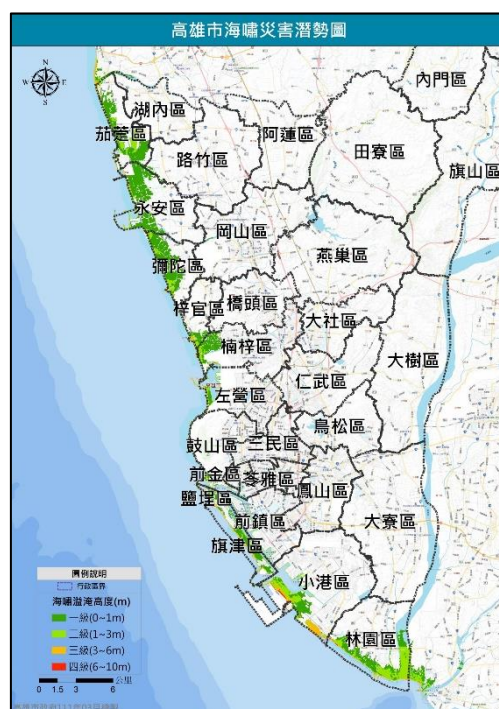 高雄市海嘯災害潛勢圖
N
W
E
S
內門區
湖內區
茄萣區
阿蓮區
田寮區
路竹區
旗山區
永安區
岡山區
燕巢區
彌陀區
梓官區
橋頭區
大社區
楠梓區
大樹區
仁武區
左營區
鳥松區
鼓山區
三民區
前金區
苓雅區
鳳山區
鹽埕區
大寮區
前鎮區
旗津區
小港區
林園區
圖例說明
行政區界
海嘯溢淹高度(m)
一級(0~1m)
二級(1~3m)
三級(3~6m)
四級(6~10m)
公里
0 1.5 3 6